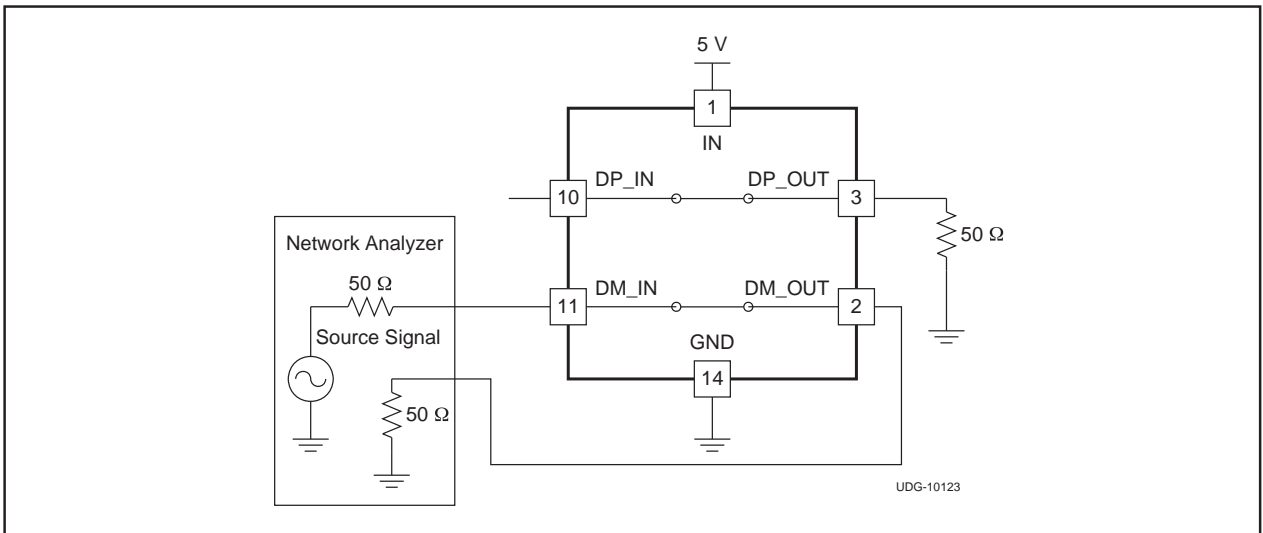 5 V
1
IN
10
DP_IN
DP_OUT
3
50 Ω
Network Analyzer
50 Ω
11
DM_IN
DM_OUT
2
Source Signal
GND
14
50 Ω
UDG-10123